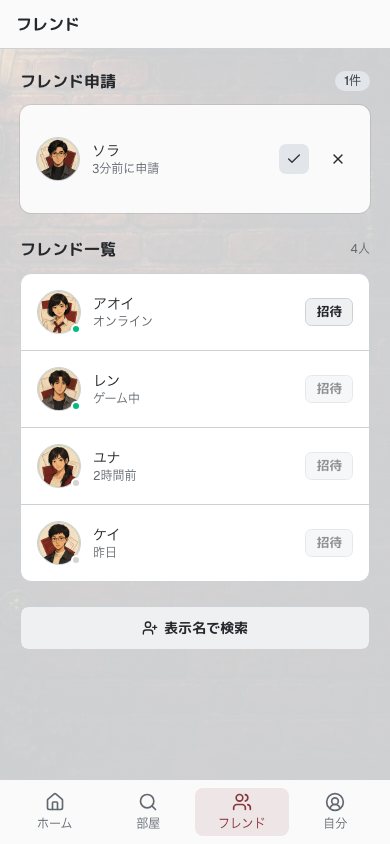 フレンド
フレンド申請
1件
ソラ
3分前に申請
フレンド一覧
4人
アオイ
オンライン
招待
レン
ゲーム中
招待
ユナ
2時間前
招待
ケイ
昨日
招待
表示名で検索
ホーム
部屋
フレンド
自分